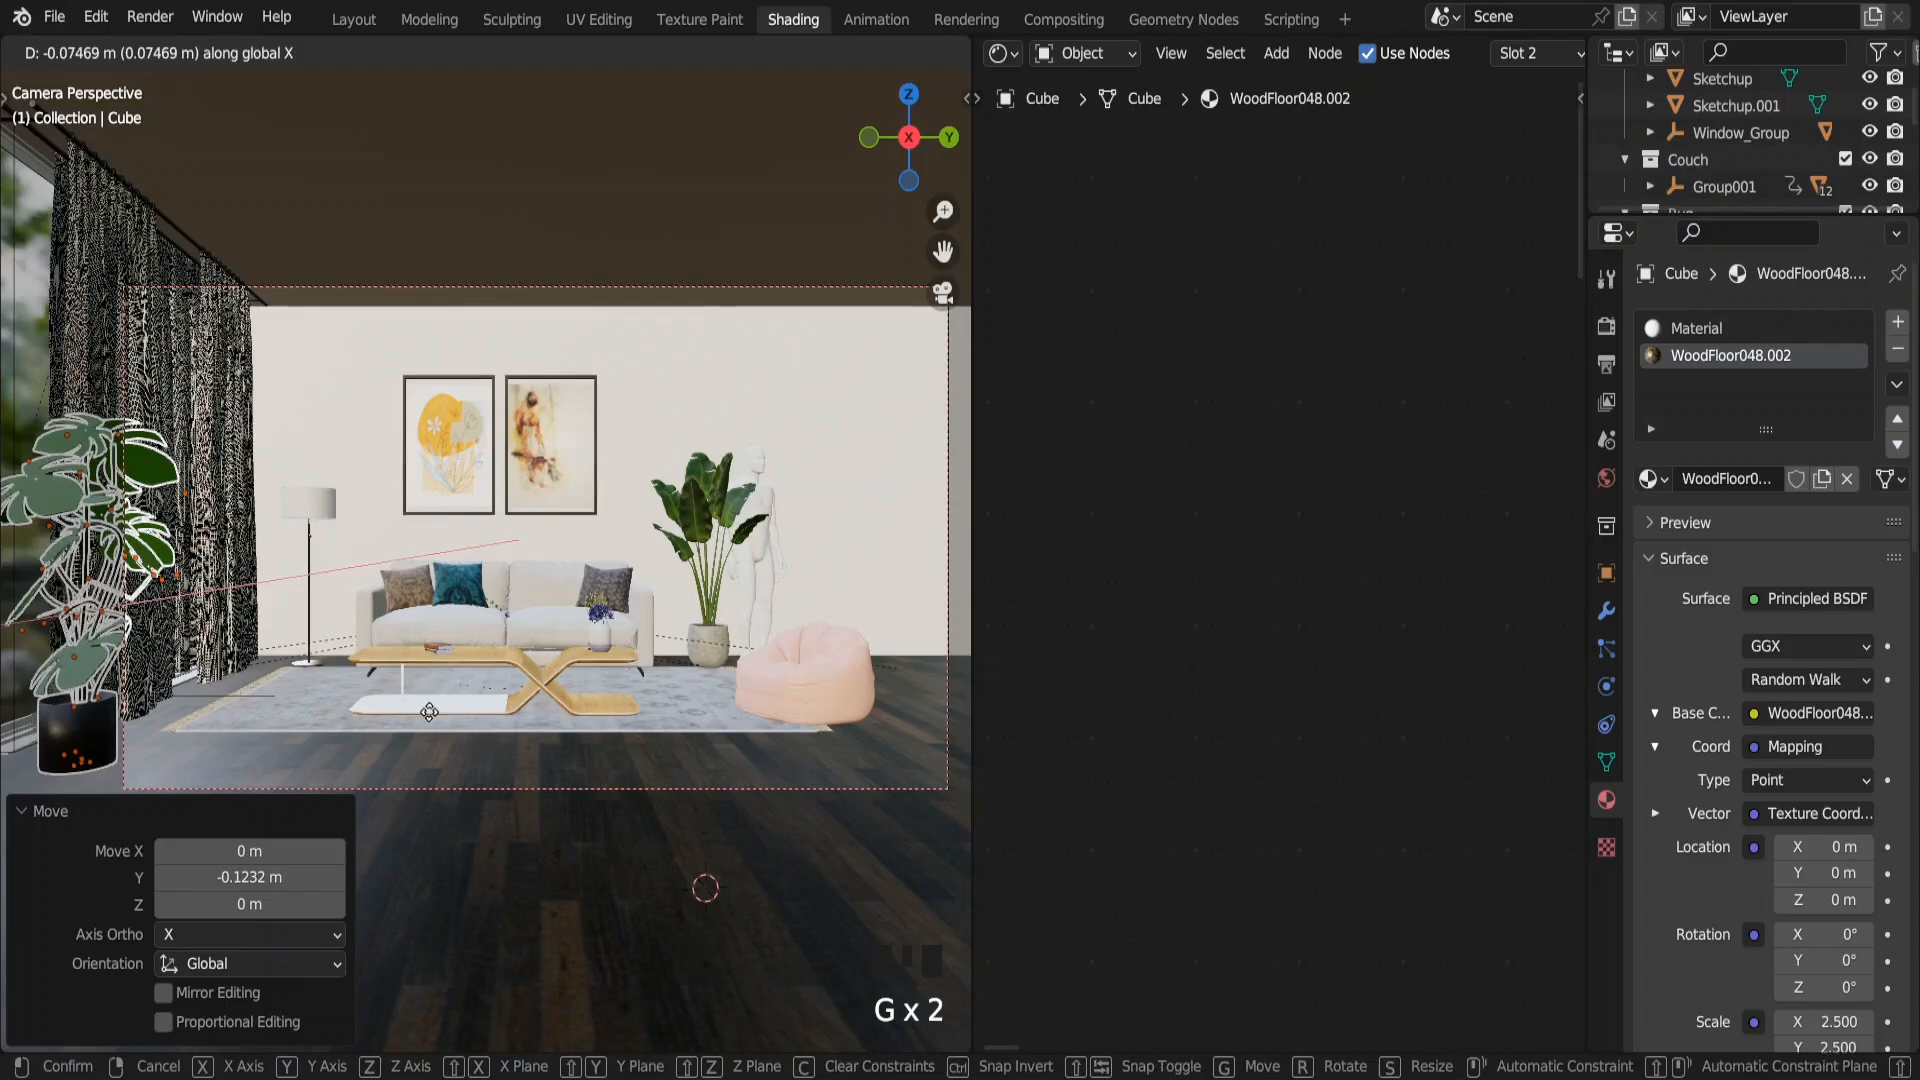 File Edit Render Window Help Layout Modeling Sculpting UV Editing Texture Paint Shading Animation Rendering Compositing Geometry Nodes Scripting + Scene ViewLayer
D: -0.07469 m (0.07469 m) along global X
Object View Select Add Node Use Nodes Slot 2
Camera Perspective
(1) Collection | Cube
Z
X
Y
Cube > Cube > WoodFloor048.002
Sketchup
Sketchup.001
Window_Group
Couch
Group001 12
Cube > WoodFloor048....
Material
WoodFloor048.002
WoodFloor0...
Preview
Surface
Surface Principled BSDF
GGX
Random Walk
Base C... WoodFloor048...
Coord Mapping
Type Point
Vector Texture Coord...
Location X 0 m
Y 0 m
Z 0 m
Rotation X 0°
Y 0°
Z 0°
Scale X 2.500
Y 2.500
Move
Move X 0 m
Y -0.1232 m
Z 0 m
Axis Ortho X
Orientation Global
Mirror Editing
Proportional Editing
G x 2
Confirm Cancel X X Axis Y Y Axis Z Z Axis X X Plane Y Y Plane Z Z Plane C Clear Constraints Ctrl Snap Invert Snap Toggle G Move R Rotate S Resize Automatic Constraint Automatic Constraint Plane